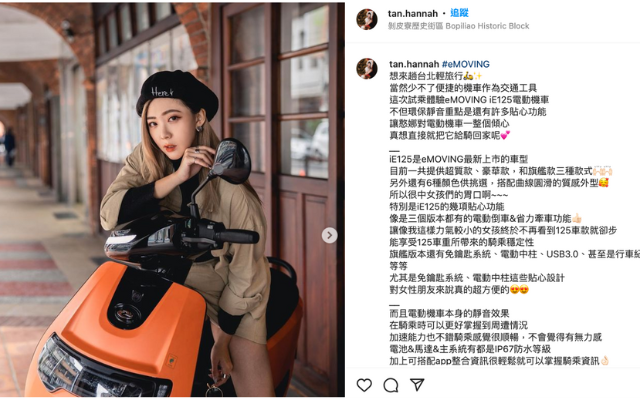 Here,
tan.hannah • 追蹤
剝皮寮歷史街區 Bopiliao Historic Block
tan.hannah #eMOVING
想來趟台北輕旅行🛵✨
當然少不了便捷的機車作為交通工具
這次試乘體驗eMOVING iE125電動機車
不但環保靜音重點是還有許多貼心功能
讓憨娜對電動機車一整個傾心
真想直接就把它給騎回家呢💕
—
iE125是eMOVING最新上市的車型
目前一共提供超質款、豪華款，和旗艦款三種款式🙌🏻🙌🏻
另外還有6種顏色供挑選，搭配曲線圓滑的質感外型🥰
所以很中女孩們的胃口啊~~~
特別是iE125的幾項貼心功能
像是三個版本都有的電動倒車&省力牽車功能👍🏻
讓像我這樣力氣較小的女孩終於不再看到125車款就卻步
能享受125車重所帶來的騎乘穩定性
旗艦版本還有免鑰匙系統、電動中柱、USB3.0、甚至是行車紀
等等
尤其是免鑰匙系統、電動中柱這些貼心設計
對女性朋友來說真的超方便的😍😍
—
而且電動機車本身的靜音效果
在騎乘時可以更好掌握到周遭情況
加速能力也不錯騎乘感覺很順暢，不會覺得有無力感
電池&馬達&主系統有都是IP67防水等級
加上可搭配app整合資訊很輕鬆就可以掌握騎乘資訊👌🏻